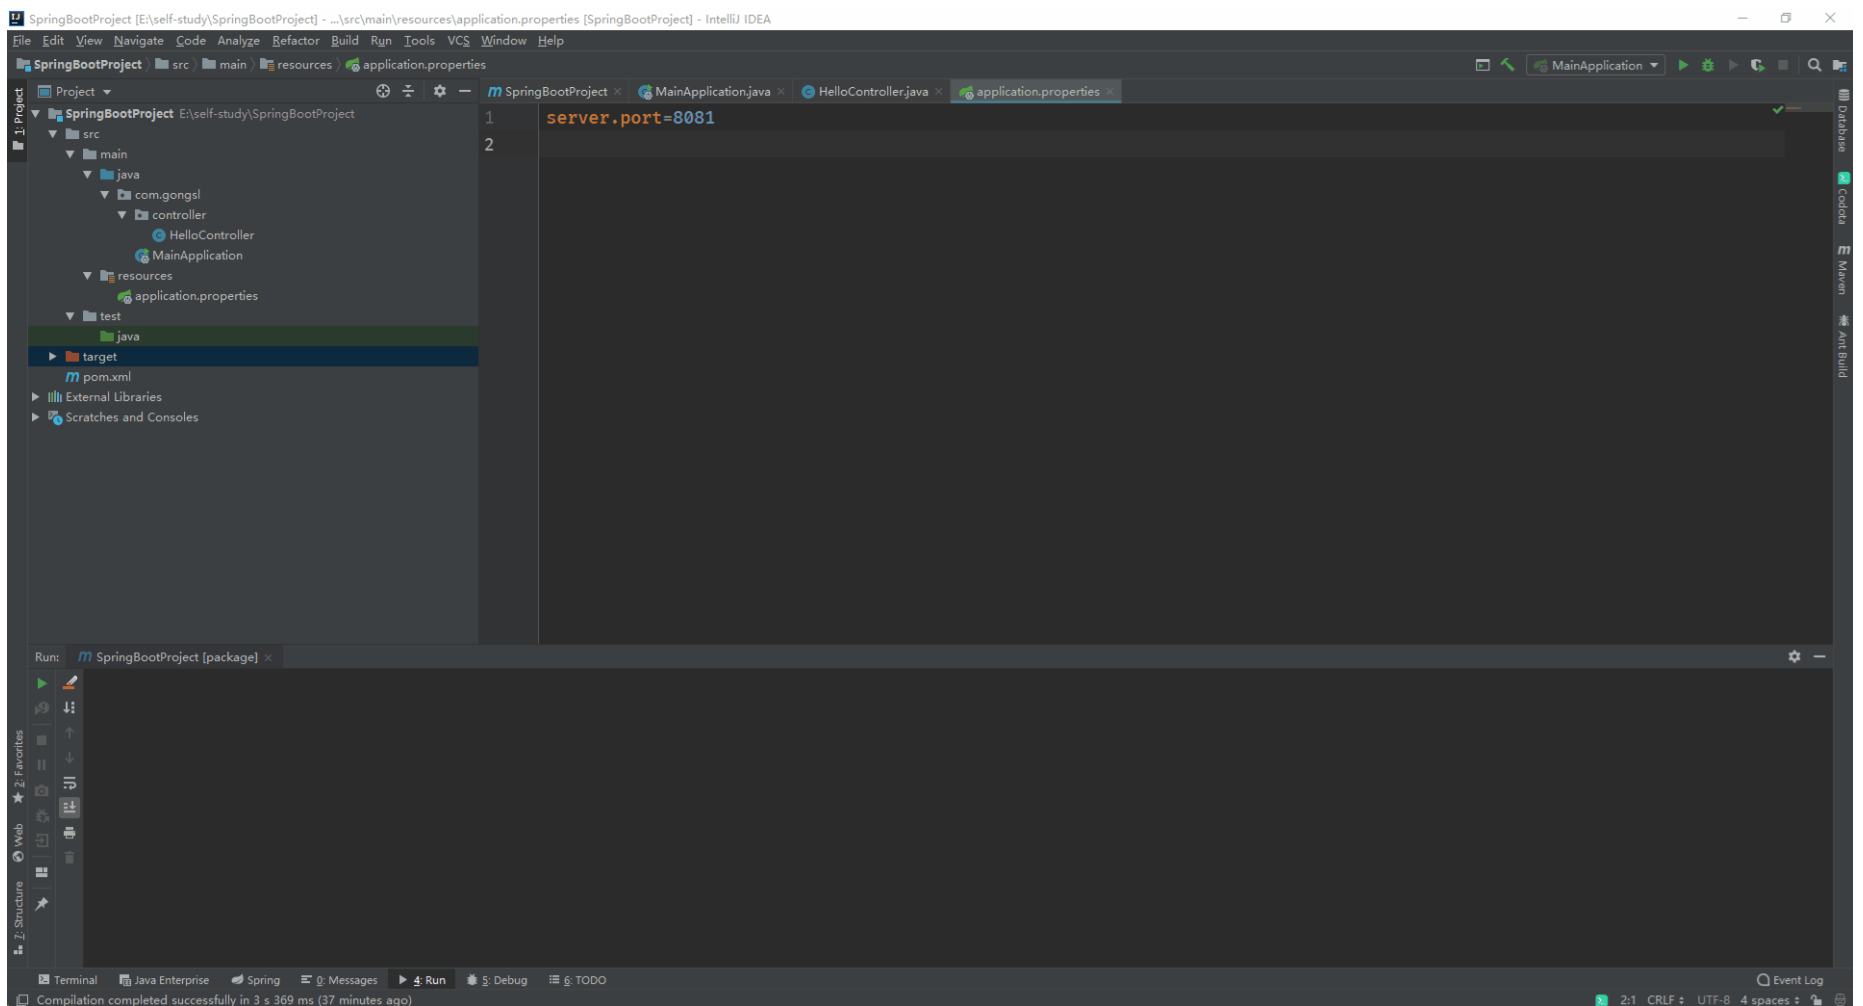 SpringBootProject [E:\self-study\SpringBootProject] - ...\src\main\resources\application.properties [SpringBootProject] - IntelliJ IDEA
File Edit View Navigate Code Analyze Refactor Build Run Tools VCS Window Help
SpringBootProject src main resources application.properties
MainApplication
Project
SpringBootProject MainApplication.java HelloController.java application.properties
1: Project
SpringBootProject E:\self-study\SpringBootProject
src
main
java
com.gongsl
controller
HelloController
MainApplication
resources
application.properties
test
java
target
pom.xml
External Libraries
Scratches and Consoles
1 server.port=8081
2
Database
Codota
Maven
Ant Build
Run: SpringBootProject [package]
2: Favorites
Web
7: Structure
Terminal Java Enterprise Spring 0: Messages 4: Run 5: Debug 6: TODO
Event Log
Compilation completed successfully in 3 s 369 ms (37 minutes ago)
2:1 CRLF UTF-8 4 spaces